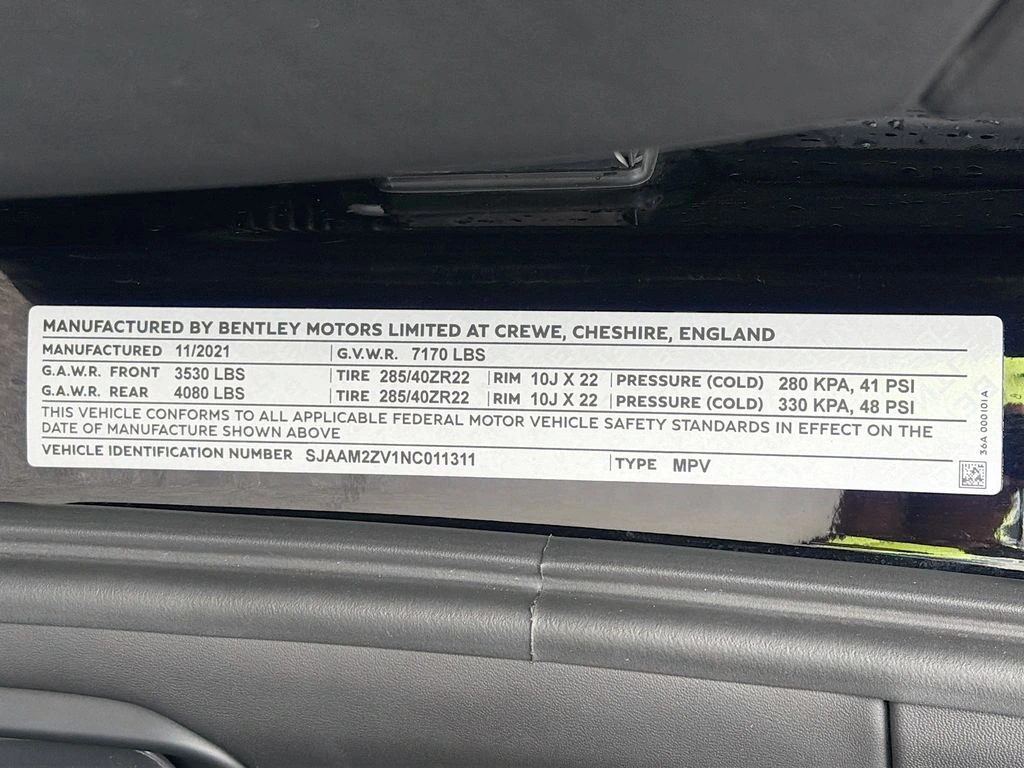 MANUFACTURED BY BENTLEY MOTORS LIMITED AT CREWE, CHESHIRE, ENGLAND
MANUFACTURED 11/2021 G.V.W.R. 7170 LBS
G.A.W.R. FRONT 3530 LBS TIRE 285/40ZR22 RIM 10J X 22 PRESSURE (COLD) 280 KPA, 41 PSI
G.A.W.R. REAR 4080 LBS TIRE 285/40ZR22 RIM 10J X 22 PRESSURE (COLD) 330 KPA, 48 PSI
THIS VEHICLE CONFORMS TO ALL APPLICABLE FEDERAL MOTOR VEHICLE SAFETY STANDARDS IN EFFECT ON THE
DATE OF MANUFACTURE SHOWN ABOVE
VEHICLE IDENTIFICATION NUMBER SJAAM2ZV1NC011311 TYPE MPV
36A 000101 A